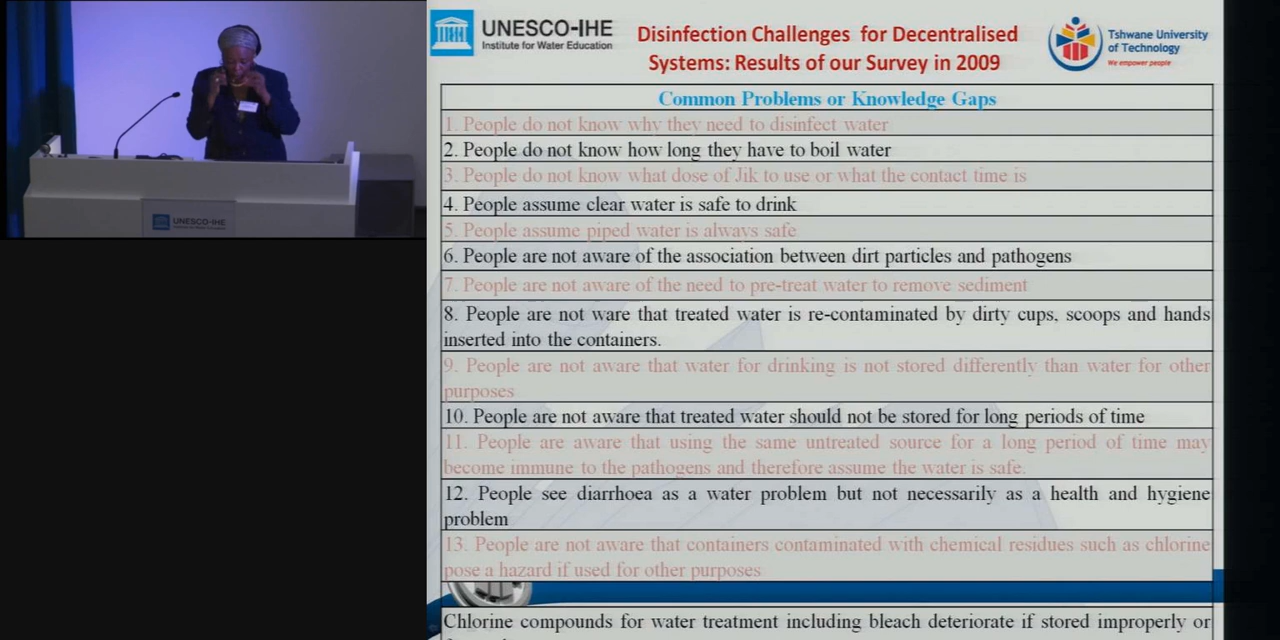 UNESCO-IHE
Institute for Water Education
Disinfection Challenges for Decentralised
Systems: Results of our Survey in 2009
Tshwane University
of Technology
We empower people
Common Problems or Knowledge Gaps
1. People do not know why they need to disinfect water
2. People do not know how long they have to boil water
3. People do not know what dose of Jik to use or what the contact time is
4. People assume clear water is safe to drink
5. People assume piped water is always safe
6. People are not aware of the association between dirt particles and pathogens
7. People are not aware of the need to pre-treat water to remove sediment
8. People are not ware that treated water is re-contaminated by dirty cups, scoops and hands
inserted into the containers.
9. People are not aware that water for drinking is not stored differently than water for other
purposes
10. People are not aware that treated water should not be stored for long periods of time
11. People are aware that using the same untreated source for a long period of time may
become immune to the pathogens and therefore assume the water is safe.
12. People see diarrhoea as a water problem but not necessarily as a health and hygiene
problem
13. People are not aware that containers contaminated with chemical residues such as chlorine
pose a hazard if used for other purposes
Chlorine compounds for water treatment including bleach deteriorate if stored improperly or
UNESCO-IHE